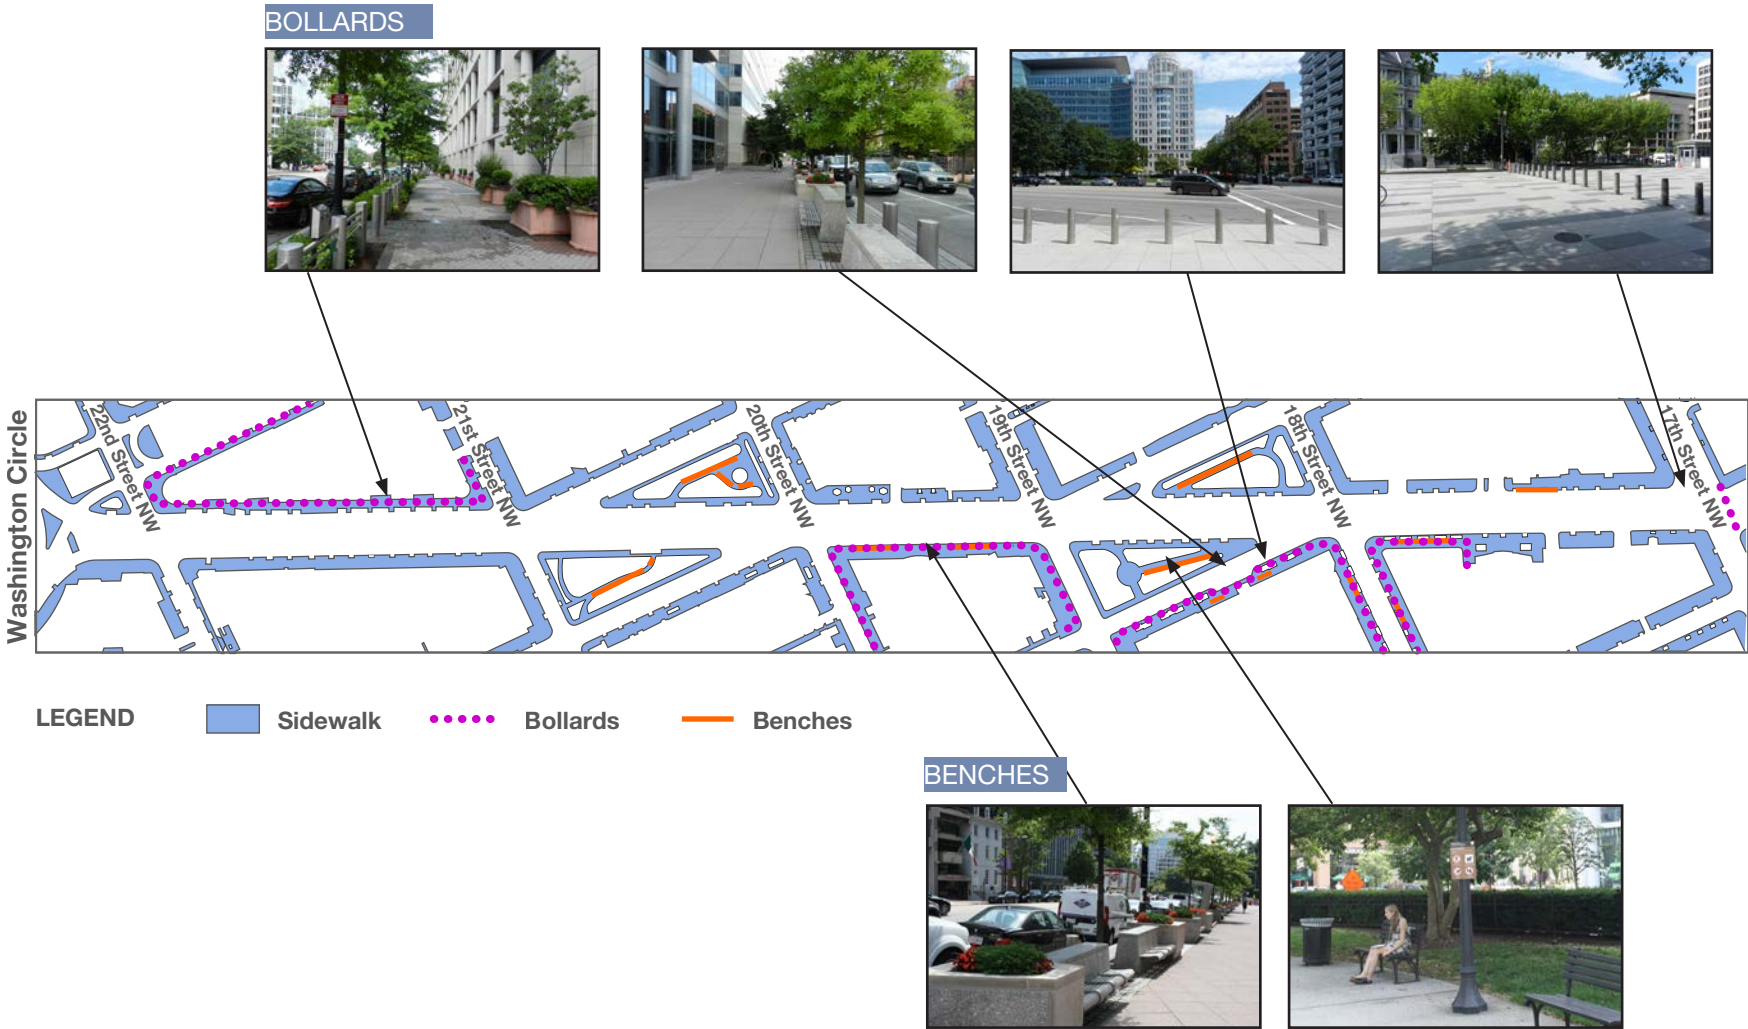 BOLLARDS
Washington Circle
22nd Street NW
21st Street NW
20th Street NW
19th Street NW
18th Street NW
17th Street NW
LEGEND
Sidewalk
Bollards
Benches
BENCHES